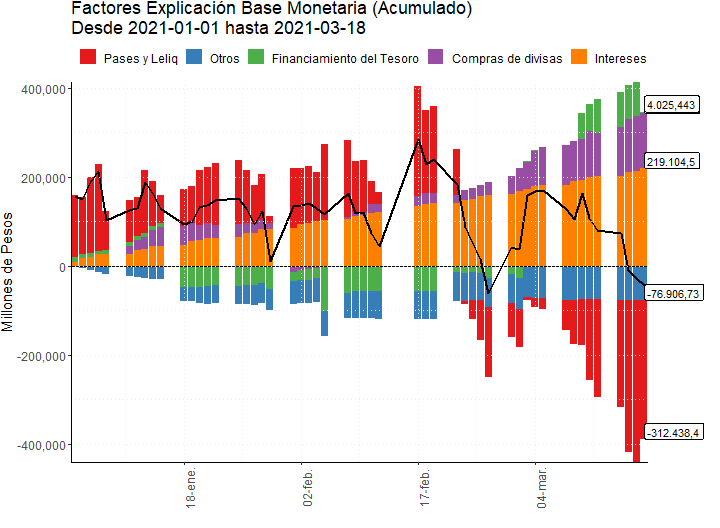 Factores Explicación Base Monetaria (Acumulado)
Desde 2021-01-01 hasta 2021-03-18
Pases y Leliq Otros Financiamiento del Tesoro Compras de divisas Intereses
Millones de Pesos
400,000
200,000
0
-200,000
-400,000
4.025,443
219.104,5
-76.906,73
-312.438,4
18-ene.
02-feb.
17-feb.
04-mar.